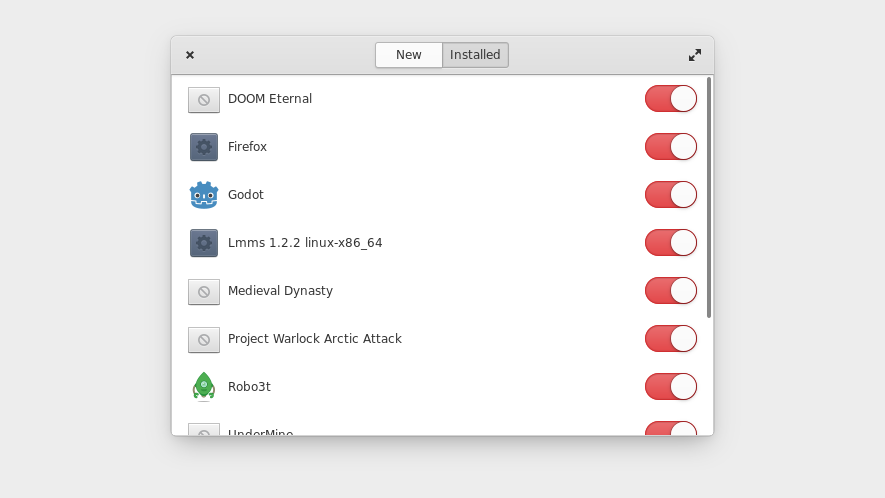 New
Installed
DOOM Eternal
Firefox
Godot
Lmms 1.2.2 linux-x86_64
Medieval Dynasty
Project Warlock Arctic Attack
Robo3t
UnderMine